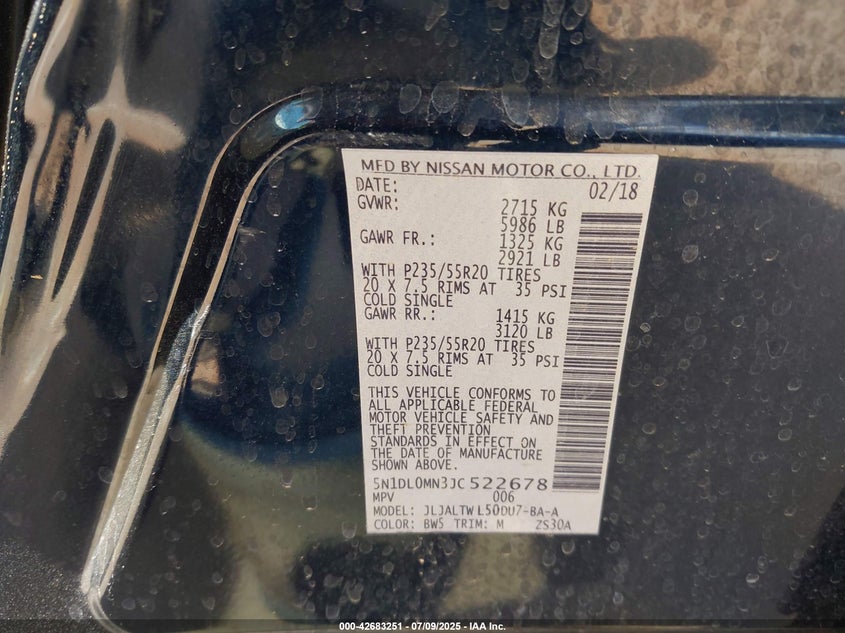 MFD BY NISSAN MOTOR CO., LTD.
DATE: 02/18
GVWR: 2715 KG
5986 LB
GAWR FR.: 1325 KG
2921 LB
WITH P235/55R20 TIRES
20 X 7.5 RIMS AT 35 PSI
COLD SINGLE
GAWR RR.: 1415 KG
3120 LB
WITH P235/55R20 TIRES
20 X 7.5 RIMS AT 35 PSI
COLD SINGLE
THIS VEHICLE CONFORMS TO
ALL APPLICABLE FEDERAL
MOTOR VEHICLE SAFETY AND
THEFT PREVENTION
STANDARDS IN EFFECT ON
THE DATE OF MANUFACTURE
SHOWN ABOVE.
5N1DL0MN3JC522678
MPV 006
MODEL: JLJALTWL50DU7-BA-A
COLOR: BW5 TRIM: M ZS30A
000-42683251 - 07/09/2025 - IAA Inc.